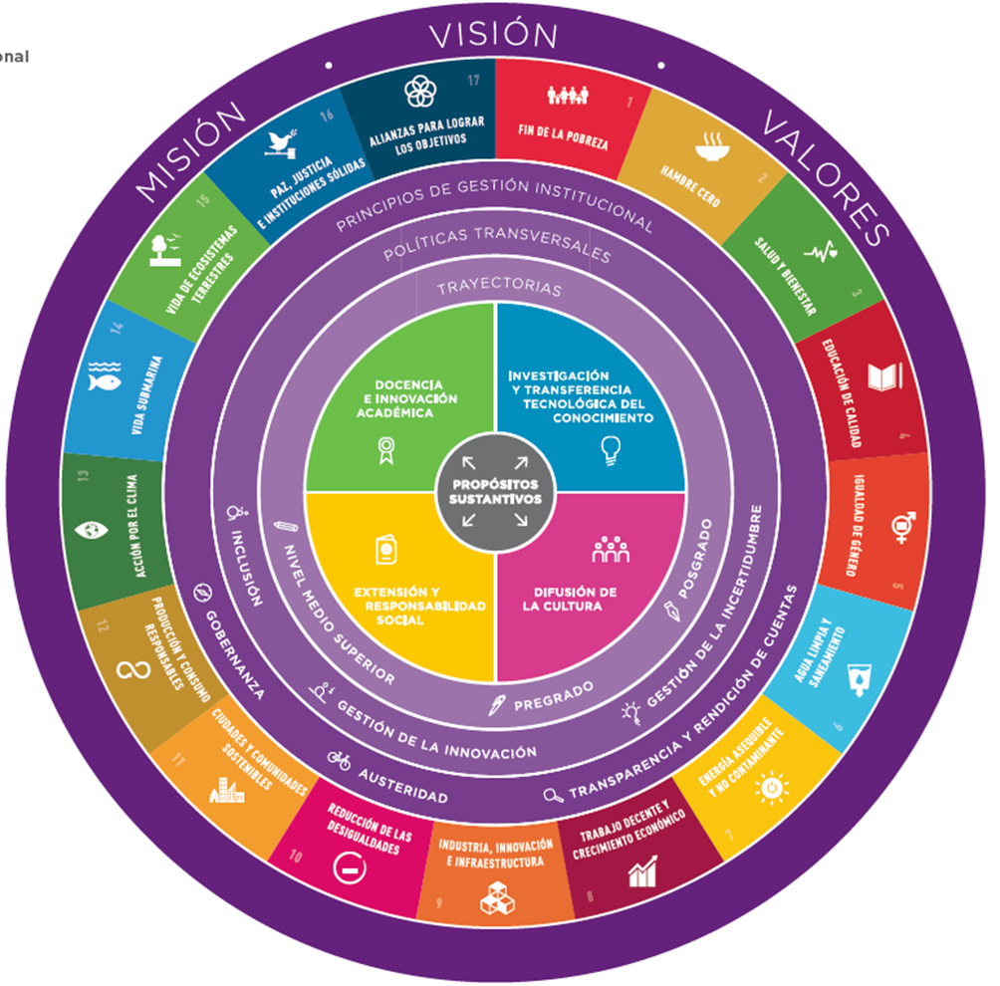 onal
MISIÓN
VISIÓN
VALORES
1
FIN DE LA POBREZA
2
HAMBRE CERO
3
SALUD Y BIENESTAR
4
EDUCACIÓN DE CALIDAD
5
IGUALDAD DE GÉNERO
6
AGUA LIMPIA Y
SANEAMIENTO
7
ENERGÍA ASEQUIBLE
Y NO CONTAMINANTE
8
TRABAJO DECENTE Y
CRECIMIENTO ECONÓMICO
9
INDUSTRIA, INNOVACIÓN
E INFRAESTRUCTURA
10
REDUCCIÓN DE LAS
DESIGUALDADES
11
CIUDADES Y COMUNIDADES
SOSTENIBLES
12
PRODUCCIÓN Y CONSUMO
RESPONSABLES
13
ACCIÓN POR EL CLIMA
14
VIDA SUBMARINA
15
VIDA DE ECOSISTEMAS
TERRESTRES
16
PAZ, JUSTICIA
E INSTITUCIONES SÓLIDAS
17
ALIANZAS PARA LOGRAR
LOS OBJETIVOS
PRINCIPIOS DE GESTIÓN INSTITUCIONAL
GOBERNANZA
AUSTERIDAD
TRANSPARENCIA Y RENDICIÓN DE CUENTAS
POLÍTICAS TRANSVERSALES
INCLUSIÓN
GESTIÓN DE LA INNOVACIÓN
GESTIÓN DE LA INCERTIDUMBRE
TRAYECTORIAS
NIVEL MEDIO SUPERIOR
PREGRADO
POSGRADO
DOCENCIA
E INNOVACIÓN
ACADÉMICA
INVESTIGACIÓN
Y TRANSFERENCIA
TECNOLÓGICA DEL
CONOCIMIENTO
PROPÓSITOS
SUSTANTIVOS
EXTENSIÓN Y
RESPONSABILIDAD
SOCIAL
DIFUSIÓN DE
LA CULTURA